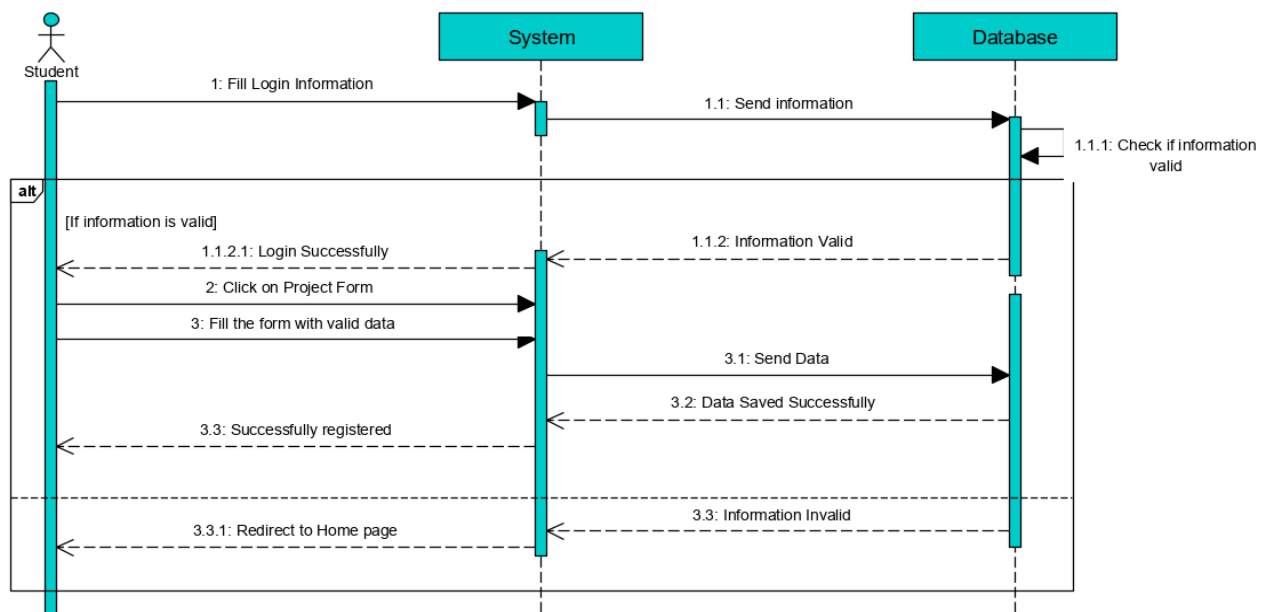 System
Database
Student
1: Fill Login Information
1.1: Send information
1.1.1: Check if information
valid
alt
[If information is valid]
1.1.2: Information Valid
1.1.2.1: Login Successfully
2: Click on Project Form
3: Fill the form with valid data
3.1: Send Data
3.2: Data Saved Successfully
3.3: Successfully registered
3.3: Information Invalid
3.3.1: Redirect to Home page